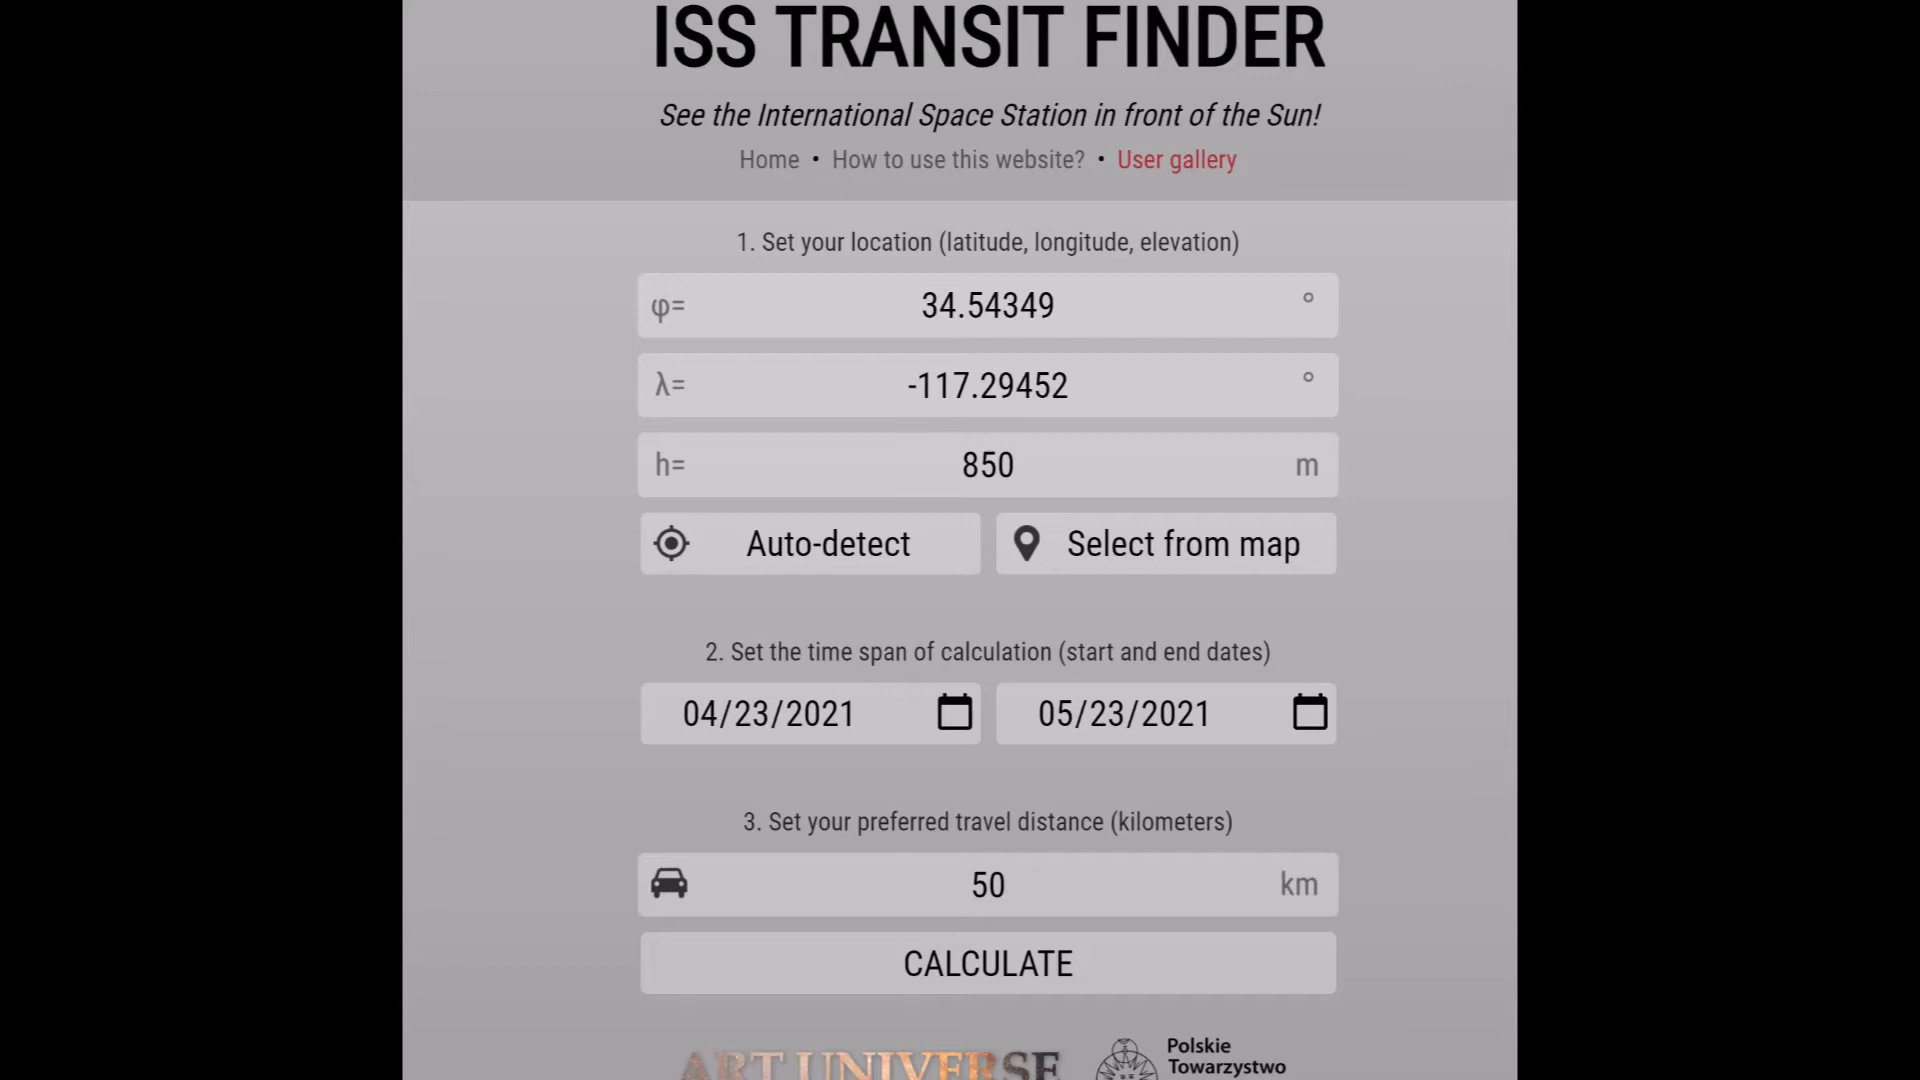 ISS TRANSIT FINDER
See the International Space Station in front of the Sun!
Home • How to use this website? • User gallery
1. Set your location (latitude, longitude, elevation)
φ= 34.54349 °
λ= -117.29452 °
h= 850 m
Auto-detect Select from map
2. Set the time span of calculation (start and end dates)
04/23/2021 05/23/2021
3. Set your preferred travel distance (kilometers)
50 km
CALCULATE
ART UNIVERSE
Polskie
Towarzystwo